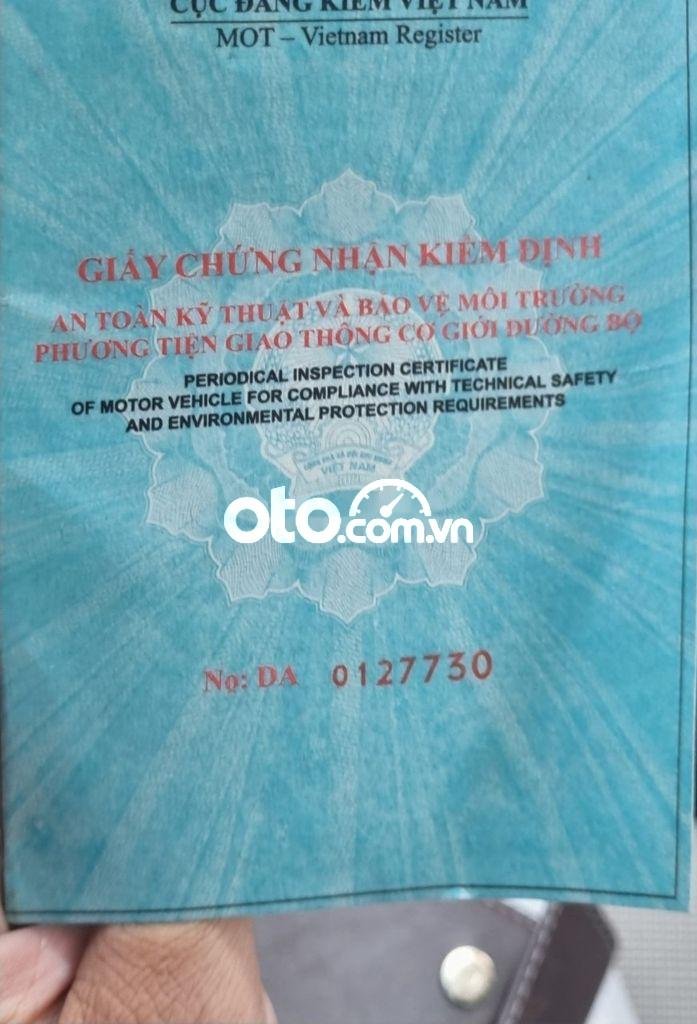 CỤC ĐĂNG KIỂM VIỆT NAM
MOT – Vietnam Register
GIẤY CHỨNG NHẬN KIỂM ĐỊNH
AN TOÀN KỸ THUẬT VÀ BẢO VỆ MÔI TRƯỜNG
PHƯƠNG TIỆN GIAO THÔNG CƠ GIỚI ĐƯỜNG BỘ
PERIODICAL INSPECTION CERTIFICATE
OF MOTOR VEHICLE FOR COMPLIANCE WITH TECHNICAL SAFETY
AND ENVIRONMENTAL PROTECTION REQUIREMENTS
VIỆT NAM
oto.com.vn
No: DA 0127730